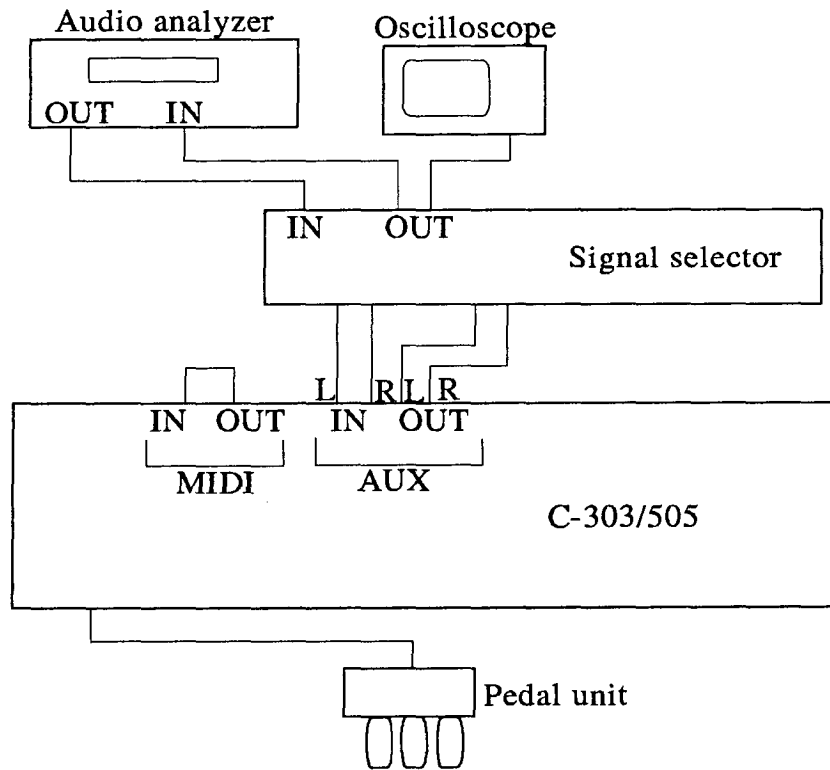 Audio analyzer
Oscilloscope
OUT IN
IN OUT
Signal selector
L R L R
IN OUT IN OUT
MIDI AUX
C-303/505
Pedal unit